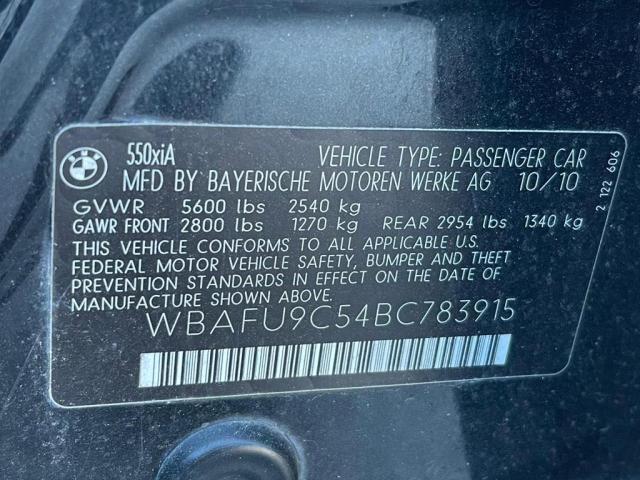 BMW
550xiA VEHICLE TYPE: PASSENGER CAR
MFD BY BAYERISCHE MOTOREN WERKE AG 10/10
GVWR 5600 lbs 2540 kg
GAWR FRONT 2800 lbs 1270 kg REAR 2954 lbs 1340 kg
THIS VEHICLE CONFORMS TO ALL APPLICABLE U.S.
FEDERAL MOTOR VEHICLE SAFETY, BUMPER AND THEFT
PREVENTION STANDARDS IN EFFECT ON THE DATE OF
MANUFACTURE SHOWN ABOVE.
WBAFU9C54BC783915
2 122 606